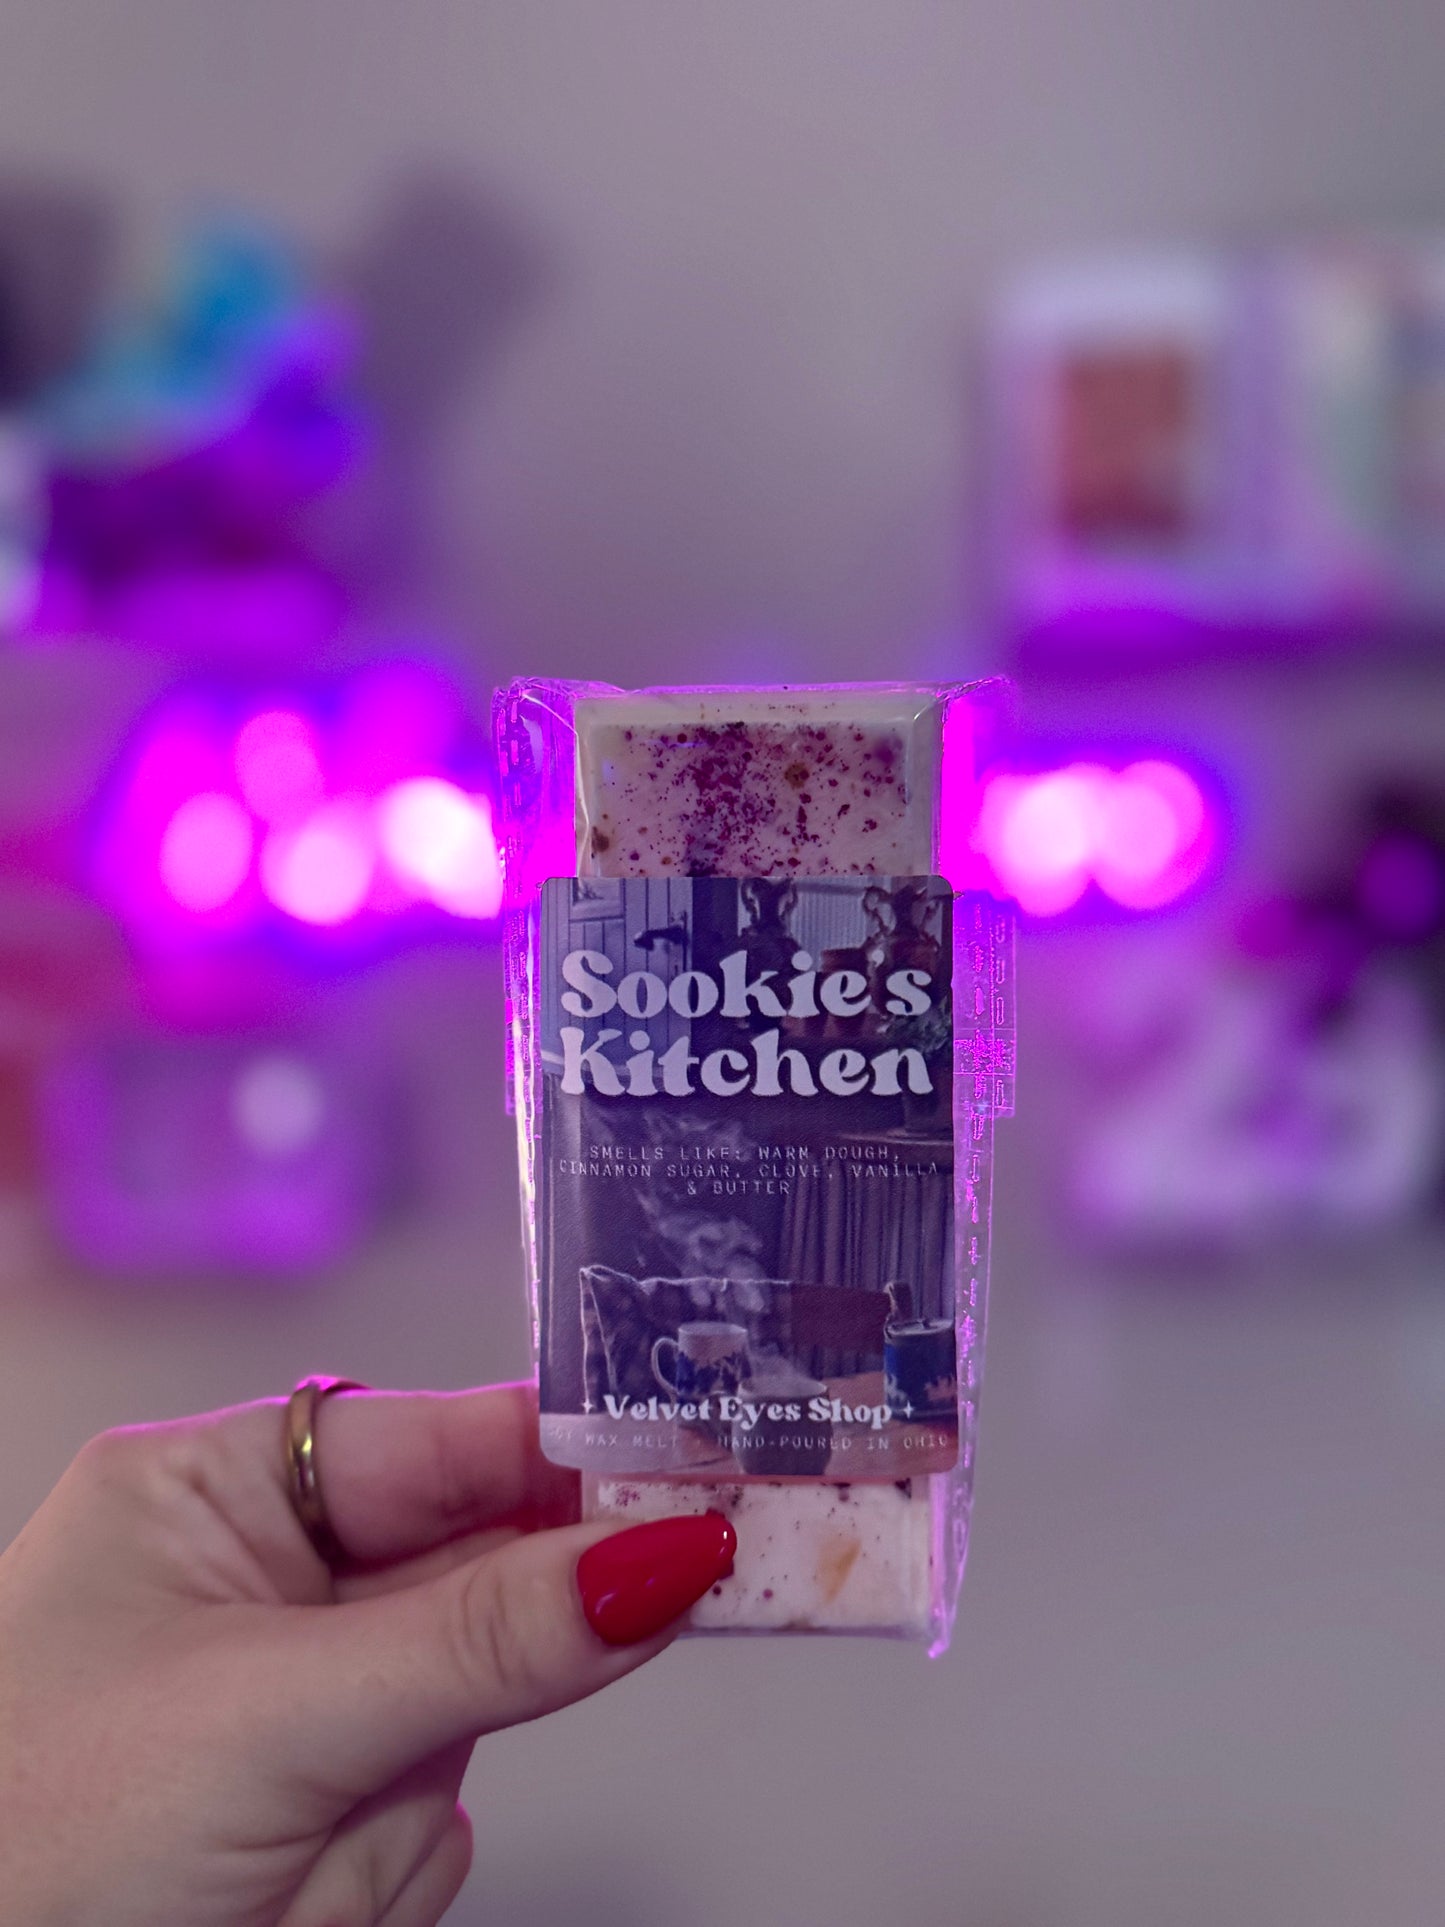 Sookie's
Kitchen
SMELLS LIKE: WARM DOUGH,
CINNAMON SUGAR, CLOVE, VANILLA
& BUTTER
Velvet Eyes Shop
WAX MELT · HAND-POURED IN OHIO